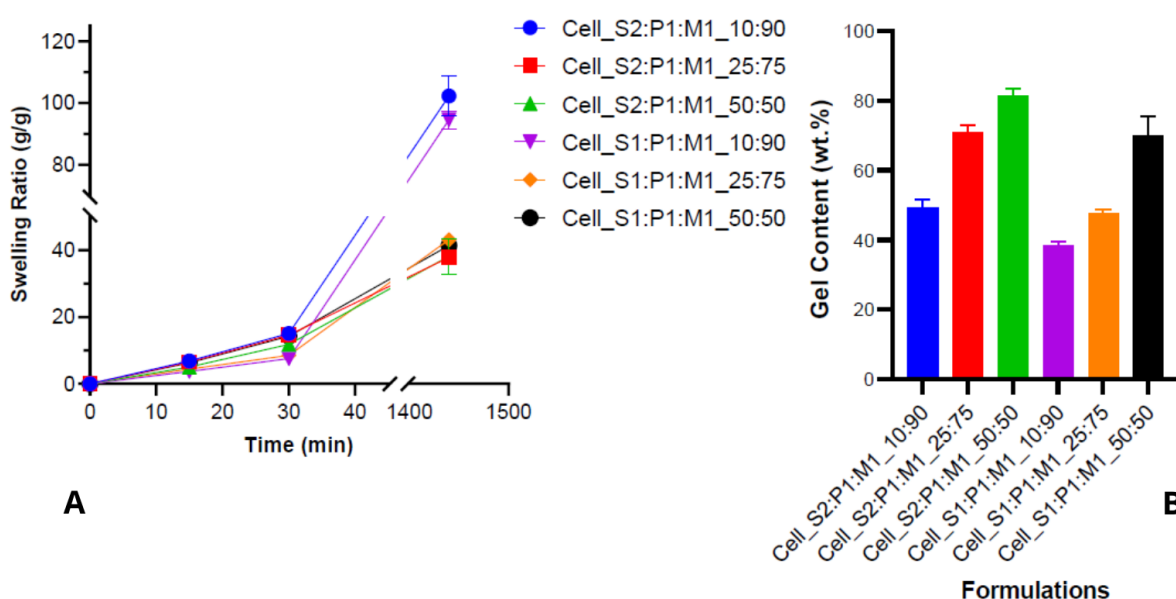 Swelling Ratio (g/g)
120
100
80
40
20
0
0 10 20 30 40 1400 1500
Time (min)
Cell_S2:P1:M1_10:90
Cell_S2:P1:M1_25:75
Cell_S2:P1:M1_50:50
Cell_S1:P1:M1_10:90
Cell_S1:P1:M1_25:75
Cell_S1:P1:M1_50:50
A
Gel Content (wt.%)
100
80
60
40
20
0
Cell_S2:P1:M1_10:90
Cell_S2:P1:M1_25:75
Cell_S2:P1:M1_50:50
Cell_S1:P1:M1_10:90
Cell_S1:P1:M1_25:75
Cell_S1:P1:M1_50:50
Formulations
B